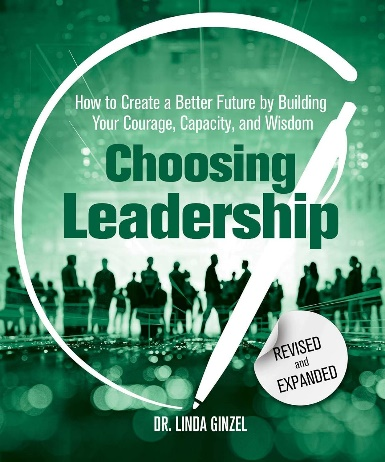 How to Create a Better Future by Building
Your Courage, Capacity, and Wisdom
Choosing
Leadership
REVISED
and
EXPANDED
DR. LINDA GINZEL